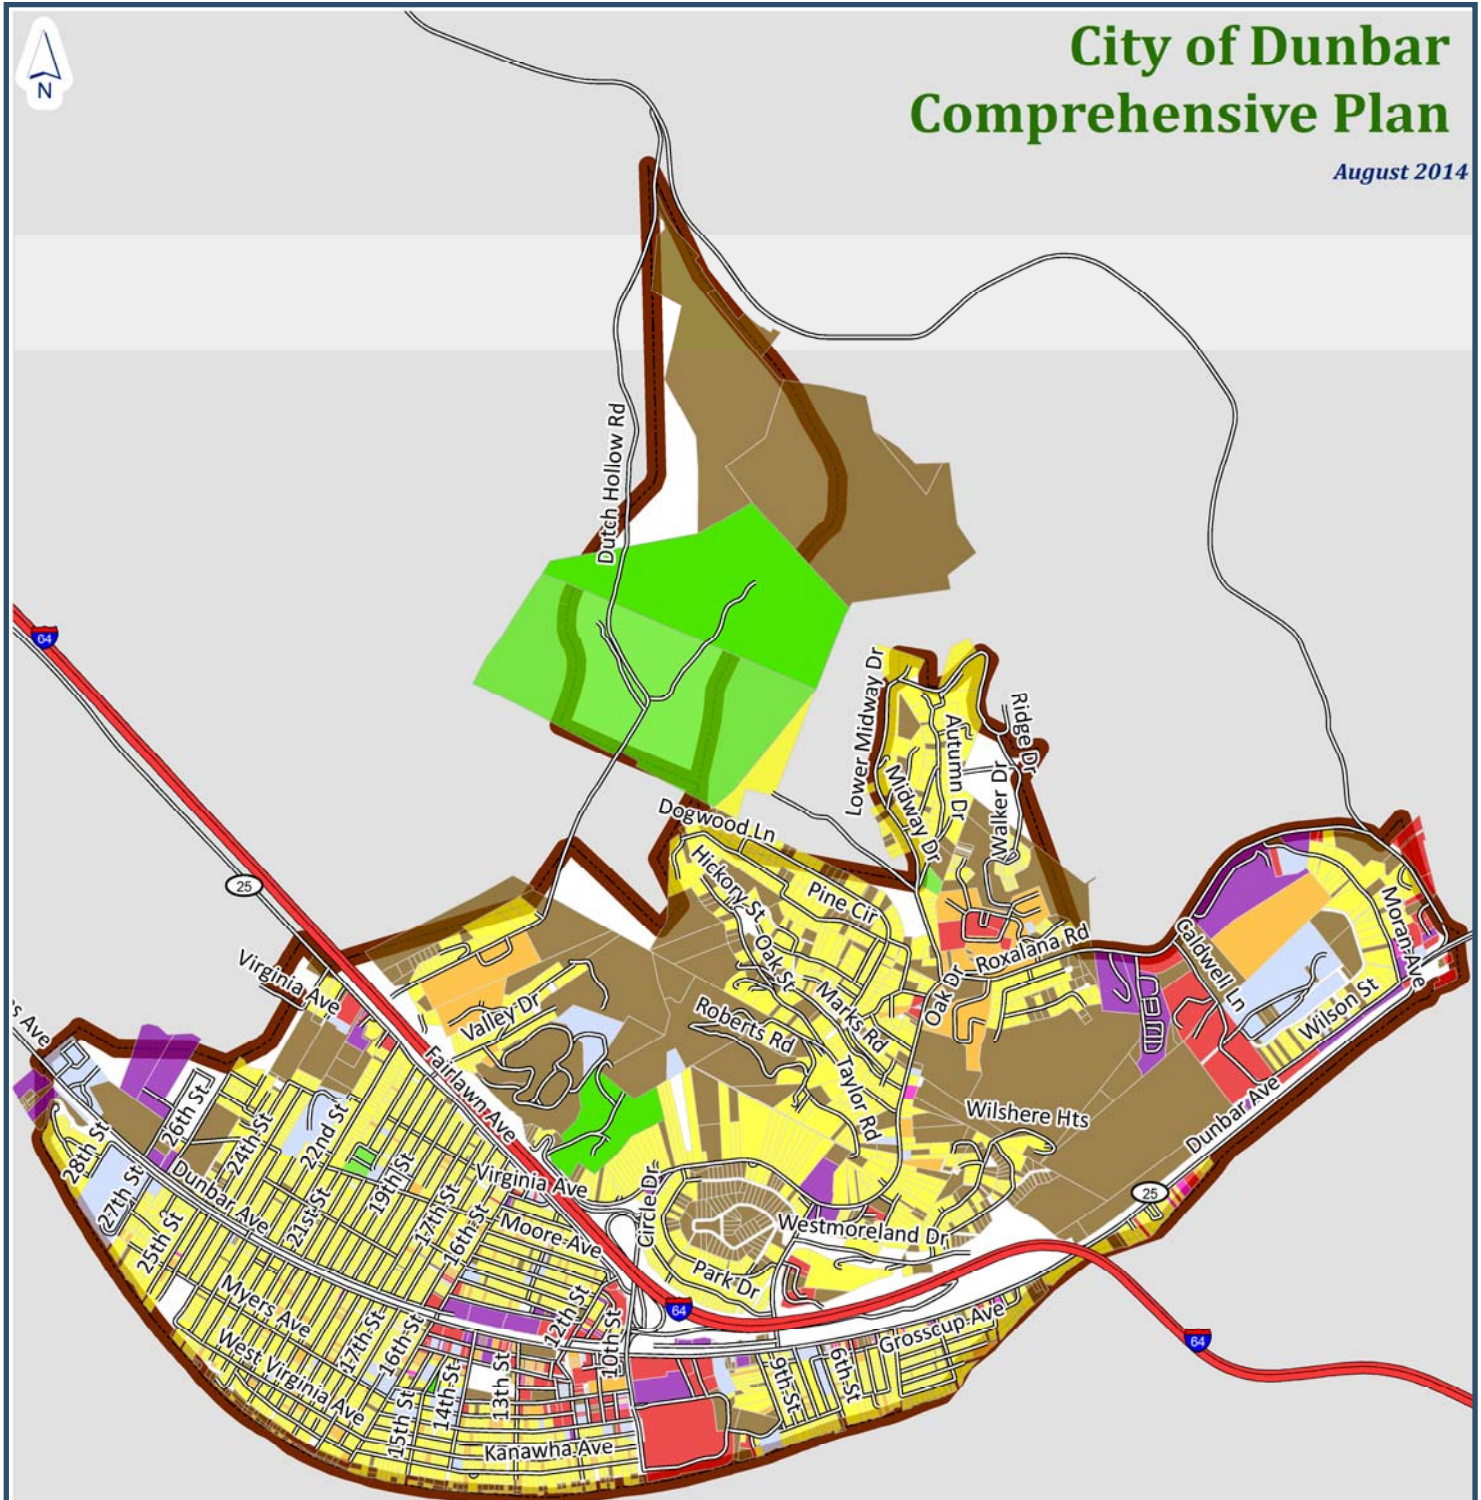 City of Dunbar
Comprehensive Plan
August 2014
N
Dutch Hollow Rd
64
25
Lower Midway Dr
Ridge Dr
Autumn Dr
Midway Dr
Walker Dr
Dogwood Ln
Hickory St
Pine Cir
Oak St
Marks Rd
Oak Dr
Roxalana Rd
Caldwell Ln
Moran Ave
Wilson St
Virginia Ave
Valley Dr
Roberts Rd
Taylor Rd
Wilshere Hts
Dunbar Ave
25
Fairlawn Ave
26th St
28th St
27th St
24th St
22nd St
Dunbar Ave
25th St
21st St
19th St
17th St
16th St
Virginia Ave
Moore Ave
Circle Dr
Westmoreland Dr
Park Dr
64
64
Myers Ave
West Virginia Ave
17th St
16th St
15th St
14th St
13th St
12th St
10th St
9th St
6th St
Grosscup Ave
Kanawha Ave